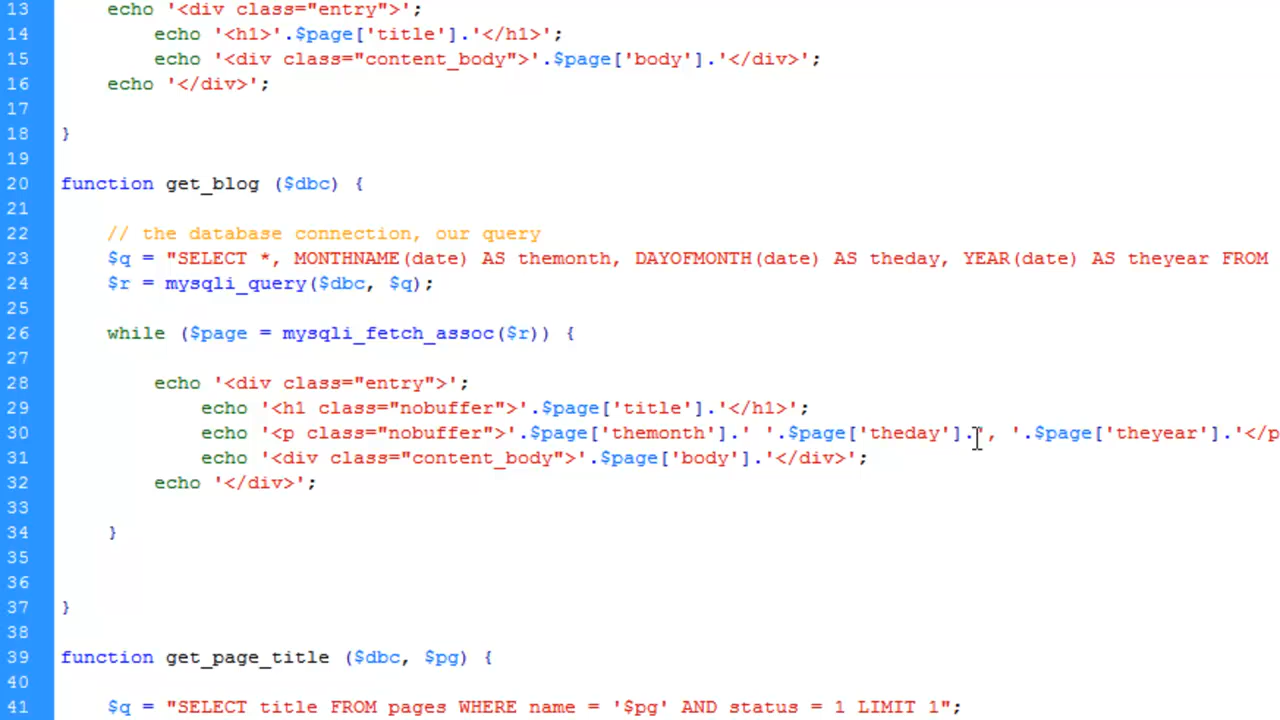 13 echo '<div class="entry">';
14 echo '<h1>'.$page['title'].'</h1>';
15 echo '<div class="content_body">'.$page['body'].'</div>';
16 echo '</div>';
17
18 }
19
20 function get_blog ($dbc) {
21
22 // the database connection, our query
23 $q = "SELECT *, MONTHNAME(date) AS themonth, DAYOFMONTH(date) AS theday, YEAR(date) AS theyear FROM
24 $r = mysqli_query($dbc, $q);
25
26 while ($page = mysqli_fetch_assoc($r)) {
27
28 echo '<div class="entry">';
29 echo '<h1 class="nobuffer">'.$page['title'].'</h1>';
30 echo '<p class="nobuffer">'.$page['themonth'].' '.$page['theday'].', '.$page['theyear'].'</p
31 echo '<div class="content_body">'.$page['body'].'</div>';
32 echo '</div>';
33
34 }
35
36
37 }
38
39 function get_page_title ($dbc, $pg) {
40
41 $q = "SELECT title FROM pages WHERE name = '$pg' AND status = 1 LIMIT 1";